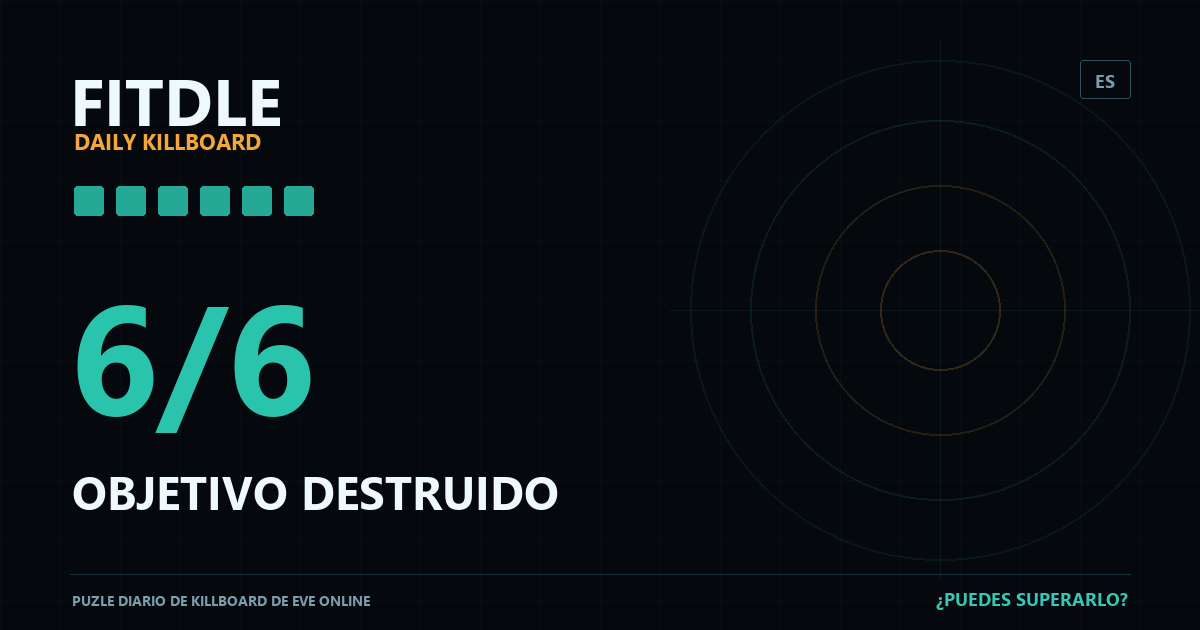 FITDLE
ES
DAILY KILLBOARD
6/6
OBJETIVO DESTRUIDO
PUZLE DIARIO DE KILLBOARD DE EVE ONLINE
¿PUEDES SUPERARLO?